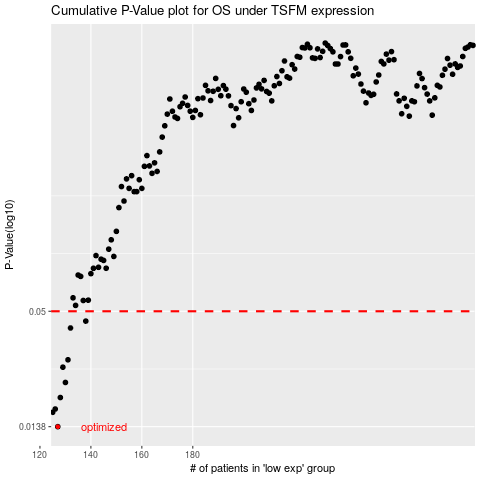 Cumulative P-Value plot for OS under TSFM expression
P-Value(log10)
0.05
0.0138
optimized
120 140 160 180
# of patients in 'low exp' group